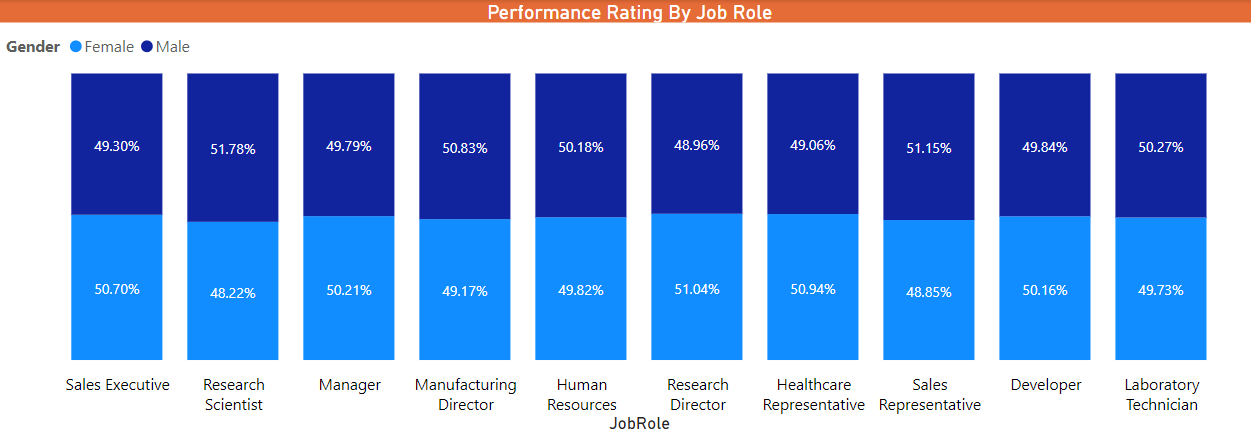 Performance Rating By Job Role
Gender Female Male
49.30% 51.78% 49.79% 50.83% 50.18% 48.96% 49.06% 51.15% 49.84% 50.27%
50.70% 48.22% 50.21% 49.17% 49.82% 51.04% 50.94% 48.85% 50.16% 49.73%
Sales Executive Research Manager Manufacturing Human Research Healthcare Sales Developer Laboratory
Scientist Director Resources Director Representative Representative Technician
JobRole